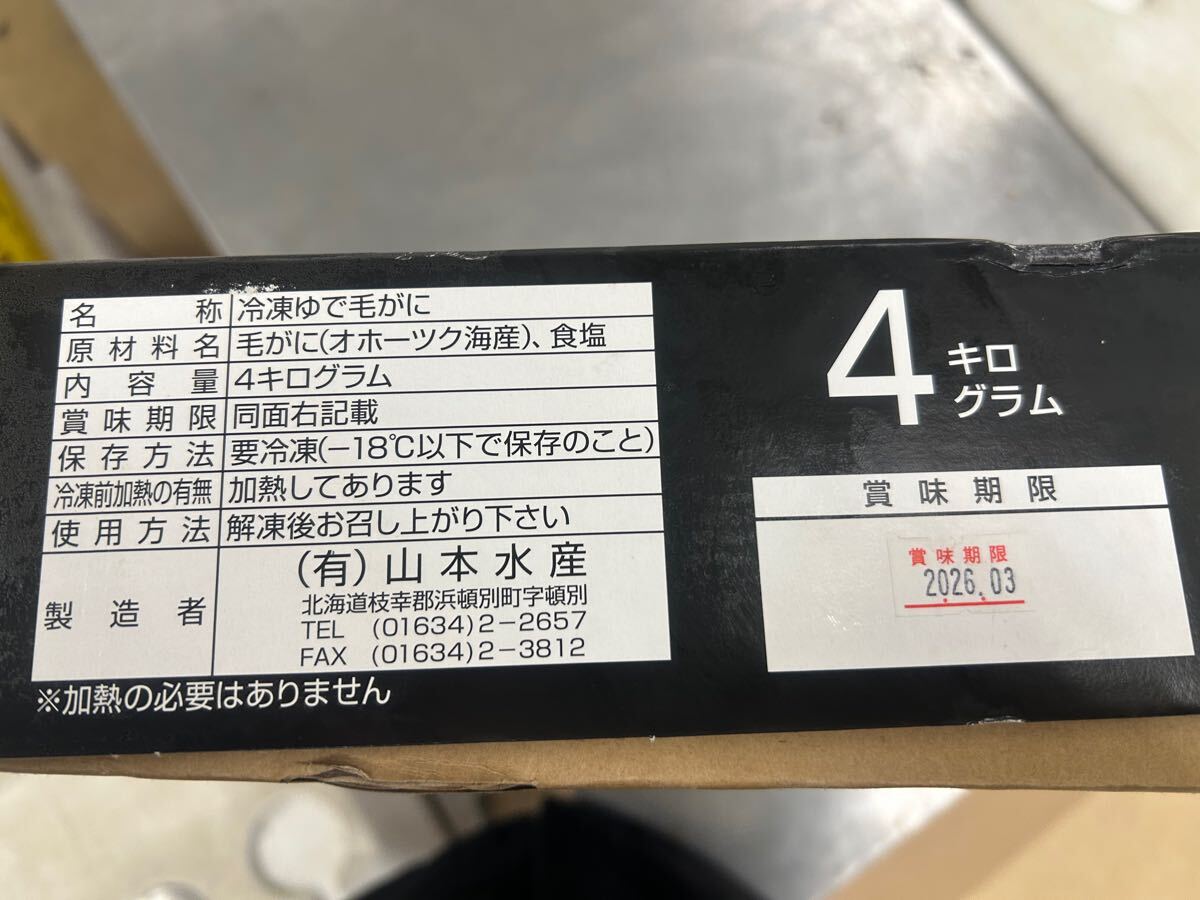 名称 冷凍ゆで毛がに
原材料名 毛がに(オホーツク海産)、食塩
内容量 4キログラム
賞味期限 同面右記載
保存方法 要冷凍(−18℃以下で保存のこと)
冷凍前加熱の有無 加熱してあります
使用方法 解凍後お召し上がり下さい
製造者 (有)山本水産
北海道枝幸郡浜頓別町字頓別
TEL (01634)2−2657
FAX (01634)2−3812
※加熱の必要はありません
4キロ
グラム
賞味期限
賞味期限
2026.03